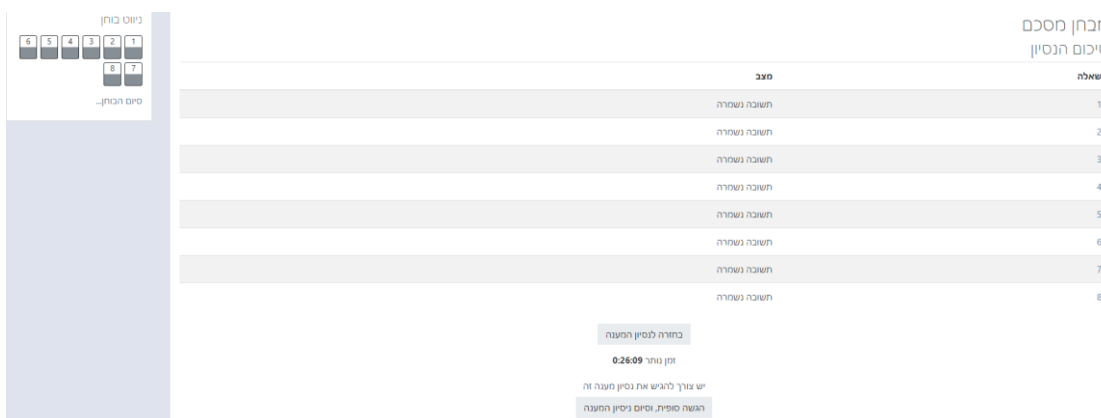 מבחן מסכם
סיכום הנסיון
שאלה מצב
1 תשובה נשמרה
2 תשובה נשמרה
3 תשובה נשמרה
4 תשובה נשמרה
5 תשובה נשמרה
6 תשובה נשמרה
7 תשובה נשמרה
8 תשובה נשמרה
בחזרה לנסיון המענה
זמן נותר 0:26:09
יש צורך להגיש את נסיון מענה זה
הגשה סופית, וסיום ניסיון המענה
ניווט בוחן
1 2 3 4 5 6
7 8
סיום הבוחן...